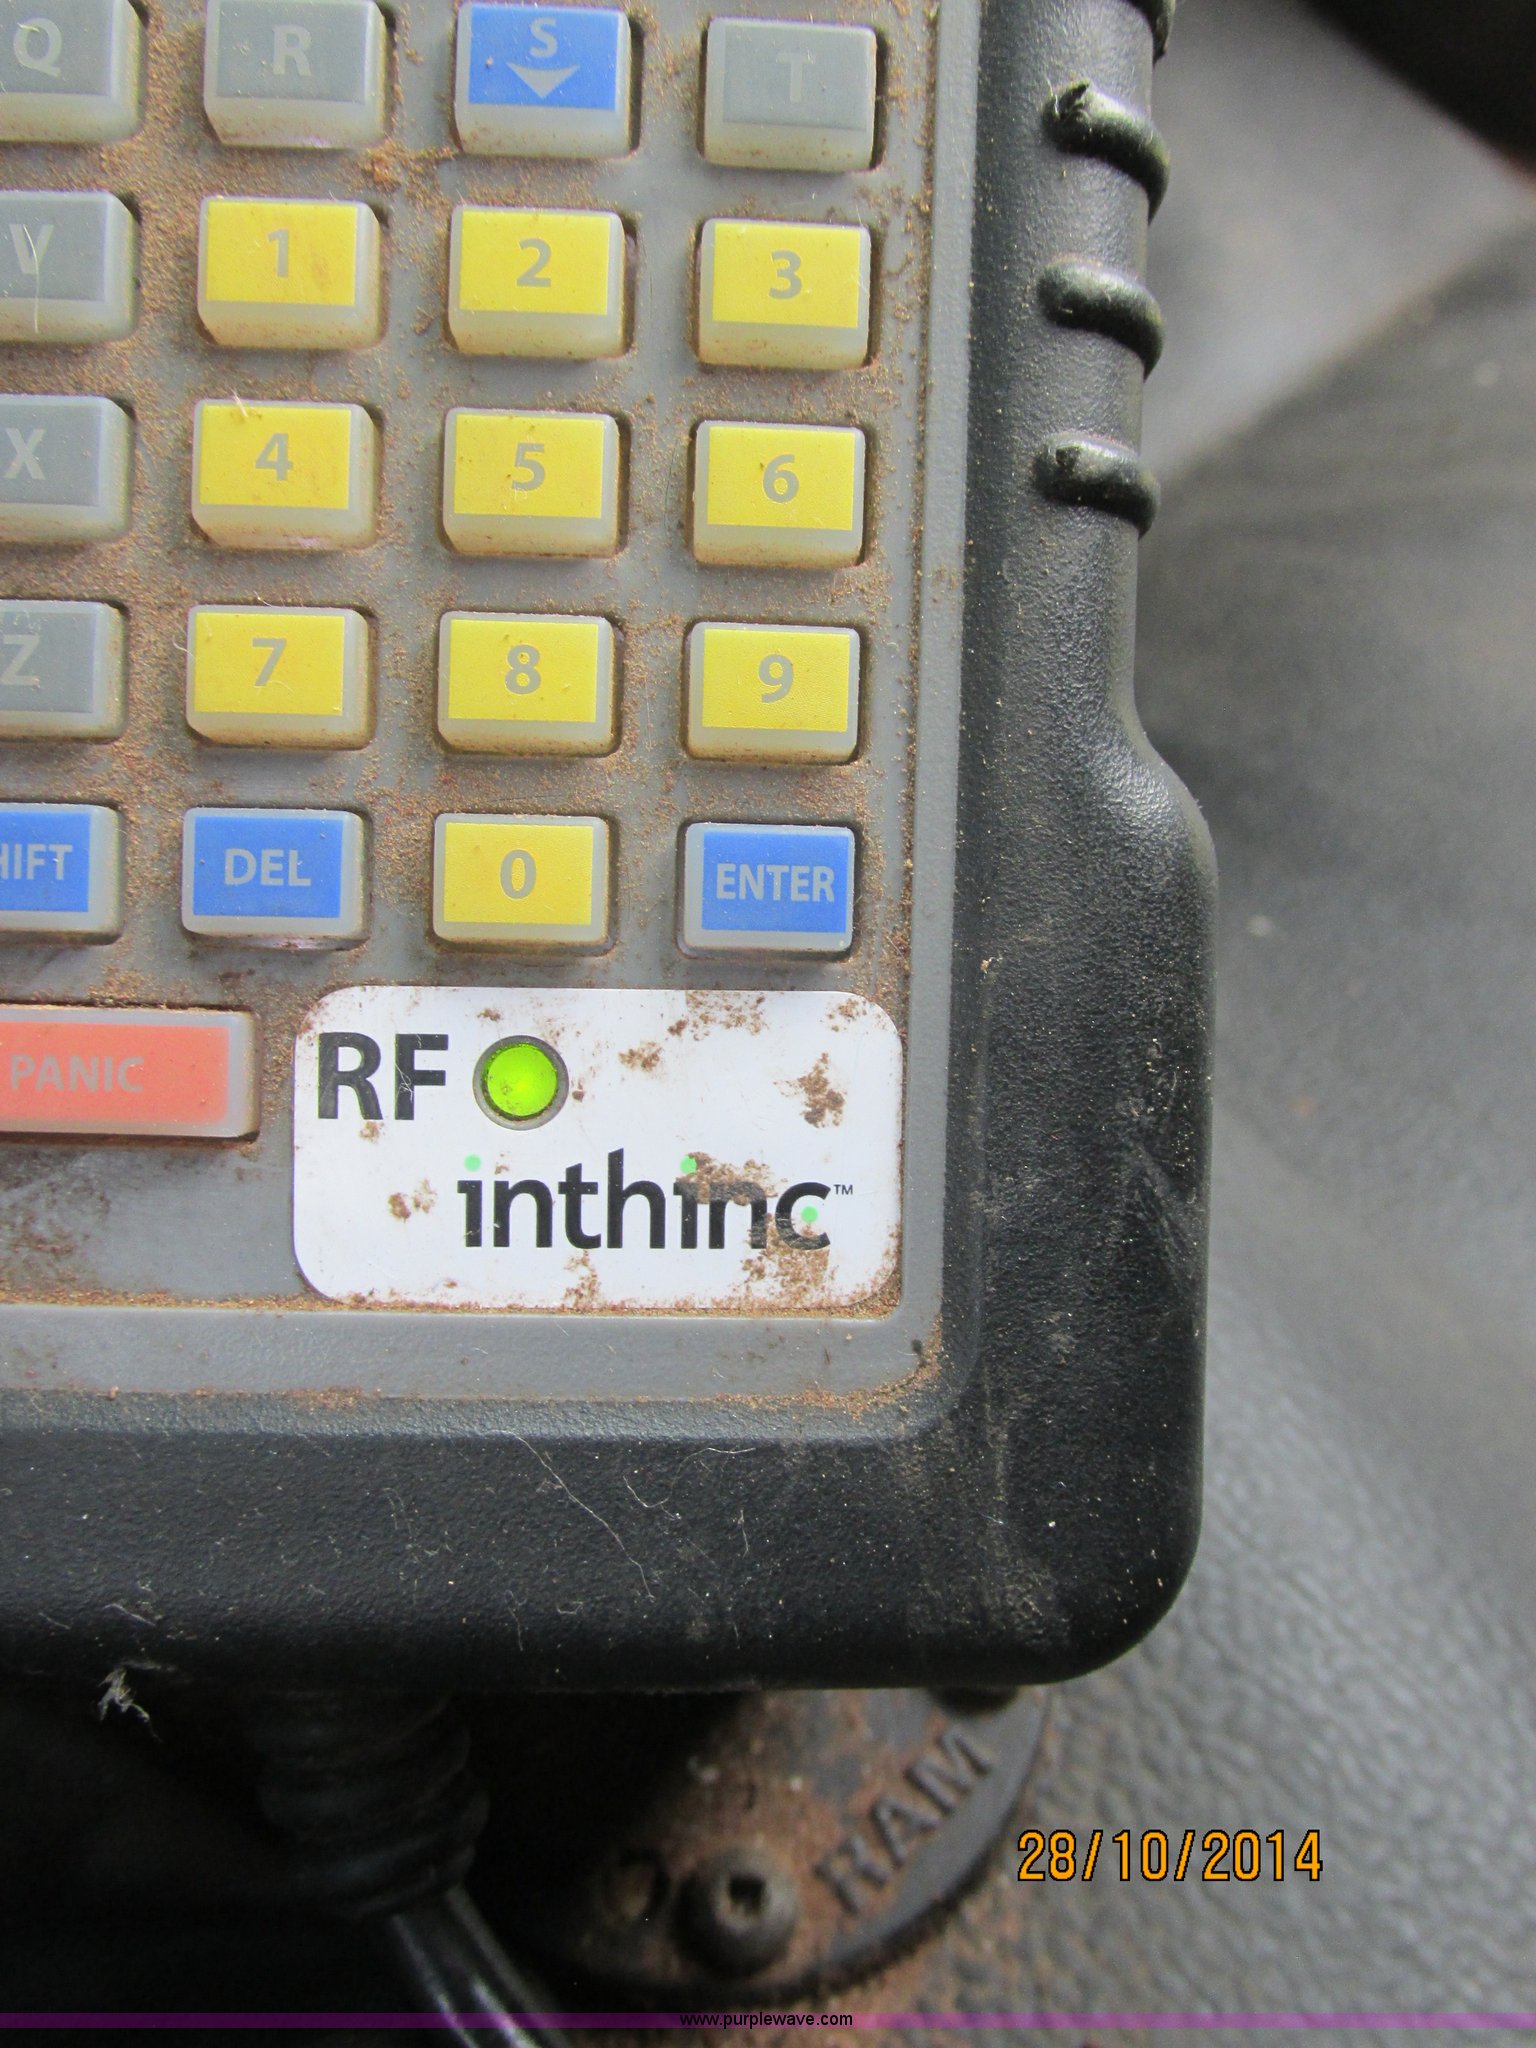 Q R S T
V 1 2 3
X 4 5 6
Z 7 8 9
HIFT DEL 0 ENTER
PANIC
RF
inthinc™
RAM
28/10/2014
www.purplewave.com